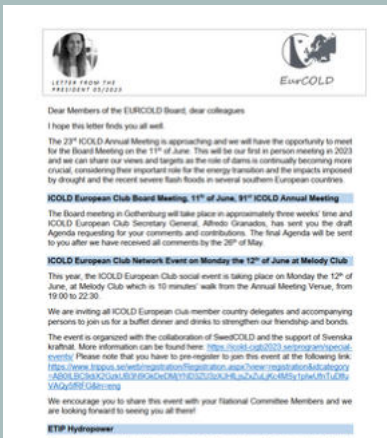 LETTER FROM THE
PRESIDENT 05/2023
EurCOLD
Dear Members of the EURCOLD Board, dear colleagues
I hope this letter finds you all well.
The 23rd ICOLD Annual Meeting is approaching and we will have the opportunity to meet
for the Board Meeting on the 11th of June. This will be our first in person meeting in 2023
and we can share our views and targets as the role of dams is continually becoming more
crucial, considering their important role for the energy transition and the impacts imposed
by drought and the recent severe flash floods in several southern European countries.
ICOLD European Club Board Meeting, 11th of June, 91st ICOLD Annual Meeting
The Board meeting in Gothenburg will take place in approximately three weeks' time and
ICOLD European Club Secretary General, Alfredo Granados, has sent you the draft
Agenda requesting for your comments and contributions. The final Agenda will be sent
to you after we have received all comments by the 26th of May.
ICOLD European Club Network Event on Monday the 12th of June at Melody Club
This year, the ICOLD European Club social event is taking place on Monday the 12th of
June, at Melody Club which is 10 minutes' walk from the Annual Meeting Venue, from
19:00 to 22:30.
We are inviting all ICOLD European Club member country delegates and accompanying
persons to join us for a buffet dinner and drinks to strengthen our friendship and bonds.
The event is organized with the collaboration of SwedCOLD and the support of Svenska
kraftnät. More information can be found here: https://icold-cigb2023.se/program/special-
events/ Please note that you have to pre-register to join this event at the following link:
We encourage you to share this event with your National Committee Members and we
are looking forward to seeing you all there!
ETIP Hydropower